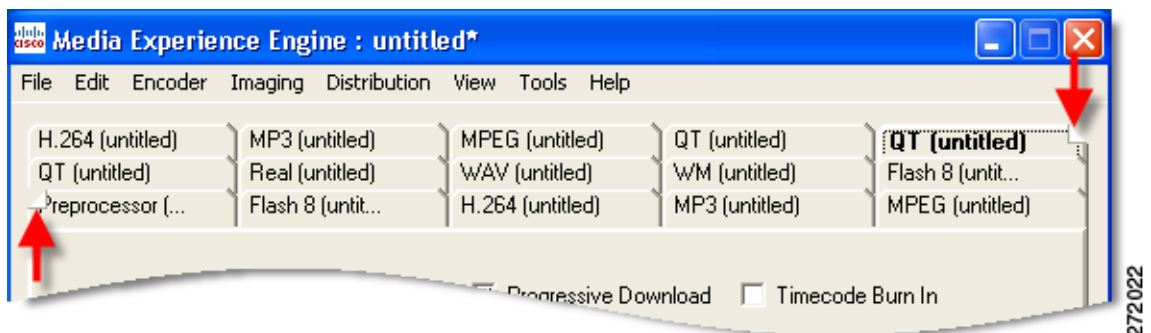 cisco Media Experience Engine : untitled*
File Edit Encoder Imaging Distribution View Tools Help
H.264 (untitled) MP3 (untitled) MPEG (untitled) QT (untitled) QT (untitled)
QT (untitled) Real (untitled) WAV (untitled) WM (untitled) Flash 8 (untit...
Preprocessor (... Flash 8 (untit... H.264 (untitled) MP3 (untitled) MPEG (untitled)
Progressive Download Timecode Burn In
272022